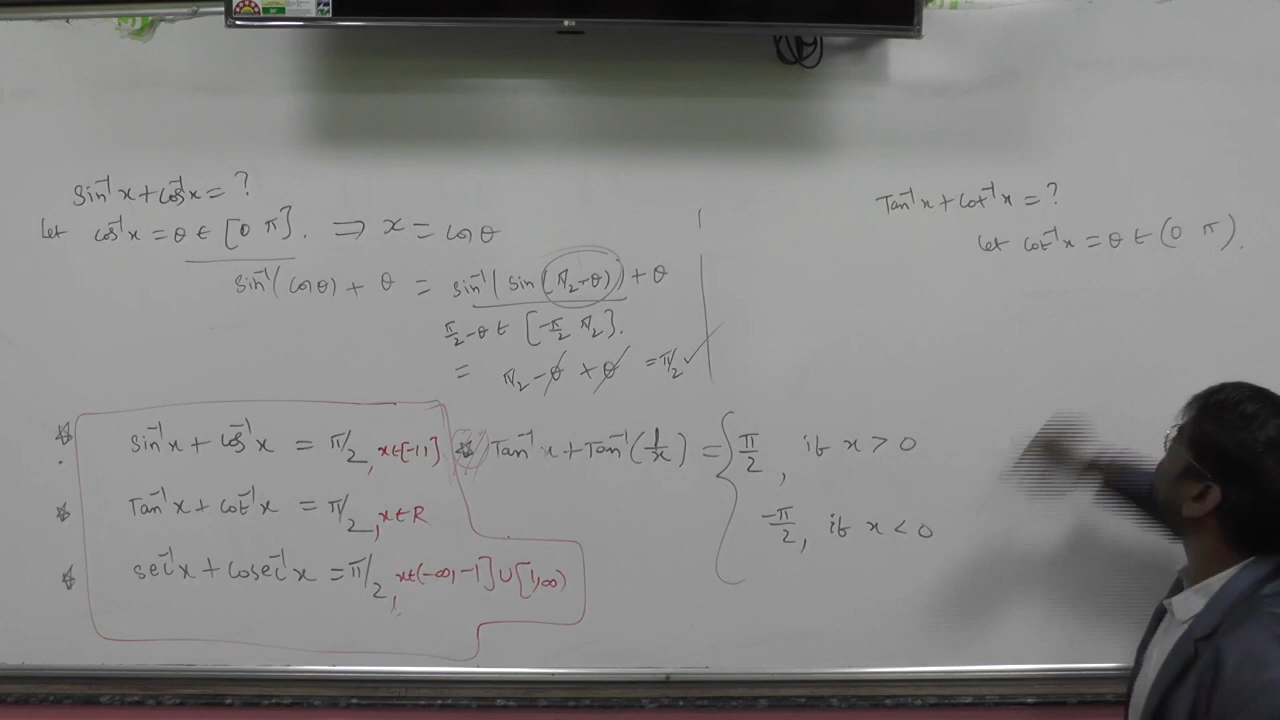 LG
Sin⁻¹x + Cos⁻¹x = ?
Let Cos⁻¹x = θ ∈ [0 π]. ⇒ x = cosθ
Sin⁻¹(cosθ) + θ = Sin⁻¹(sin(π/2 - θ)) + θ
π/2 - θ ∈ [-π/2 π/2].
= π/2 - θ + θ = π/2 ✓
Tan⁻¹x + Cot⁻¹x = ?
Let Cot⁻¹x = θ ∈ (0 π).
☆ Sin⁻¹x + Cos⁻¹x = π/2, x∈[-1 1]
☆ Tan⁻¹x + Cot⁻¹x = π/2, x∈R
☆ Sec⁻¹x + Cosec⁻¹x = π/2, x∈(-∞, -1] ∪ [1, ∞)
☆ Tan⁻¹x + Tan⁻¹(1/x) = { π/2, if x > 0
-π/2, if x < 0